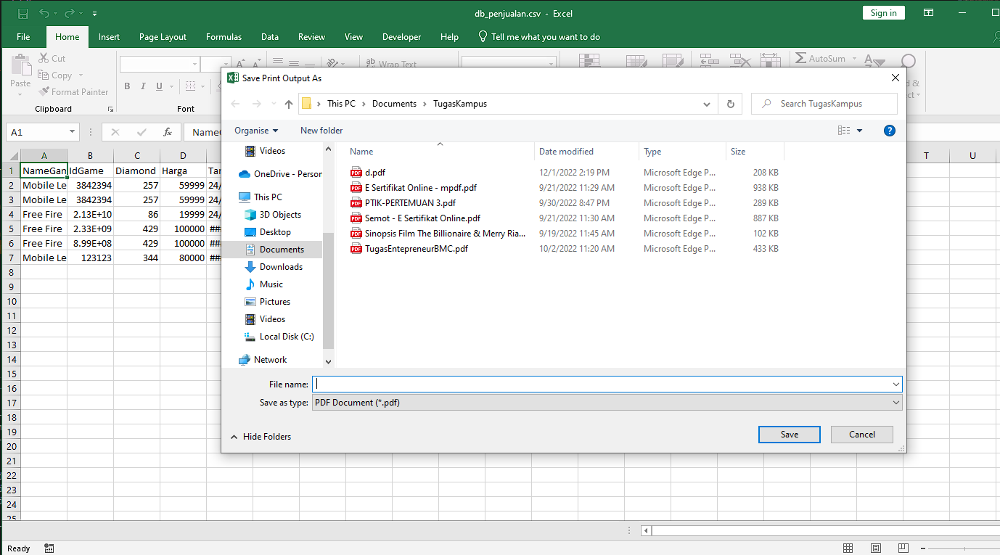 db_penjualan.csv - Excel
Sign in
File Home Insert Page Layout Formulas Data Review View Developer Help Tell me what you want to do
Cut
Copy
Paste
Format Painter
Clipboard
B I U
Font
ab Wrap Text
AutoSum
Save Print Output As
This PC > Documents > TugasKampus
Search TugasKampus
Organise New folder
A1 fx
Videos
OneDrive - Person
This PC
3D Objects
Desktop
Documents
Downloads
Music
Pictures
Videos
Local Disk (C:)
Network
Name Date modified Type Size
d.pdf 12/1/2022 2:19 PM Microsoft Edge P... 208 KB
E Sertifikat Online - mpdf.pdf 9/21/2022 11:29 AM Microsoft Edge P... 938 KB
PTIK-PERTEMUAN 3.pdf 9/30/2022 8:47 PM Microsoft Edge P... 289 KB
Semot - E Sertifikat Online.pdf 9/21/2022 11:30 AM Microsoft Edge P... 887 KB
Sinopsis Film The Billionaire & Merry Ria... 9/19/2022 11:45 AM Microsoft Edge P... 102 KB
TugasEntepreneurBMC.pdf 10/2/2022 11:20 AM Microsoft Edge P... 433 KB
File name:
Save as type: PDF Document (*.pdf)
Hide Folders
Save Cancel
A B C D T U
1 NameGam IdGame Diamond Harga Tan
2 Mobile Le 3842394 257 59999 24/
3 Mobile Le 3842394 257 59999 24/
4 Free Fire 2.13E+10 86 19999 24/
5 Free Fire 2.33E+09 429 100000 ##
6 Free Fire 8.99E+08 429 100000 ##
7 Mobile Le 123123 344 80000 ##
8
9
10
11
12
13
14
15
16
17
18
19
20
21
22
23
24
25
Ready